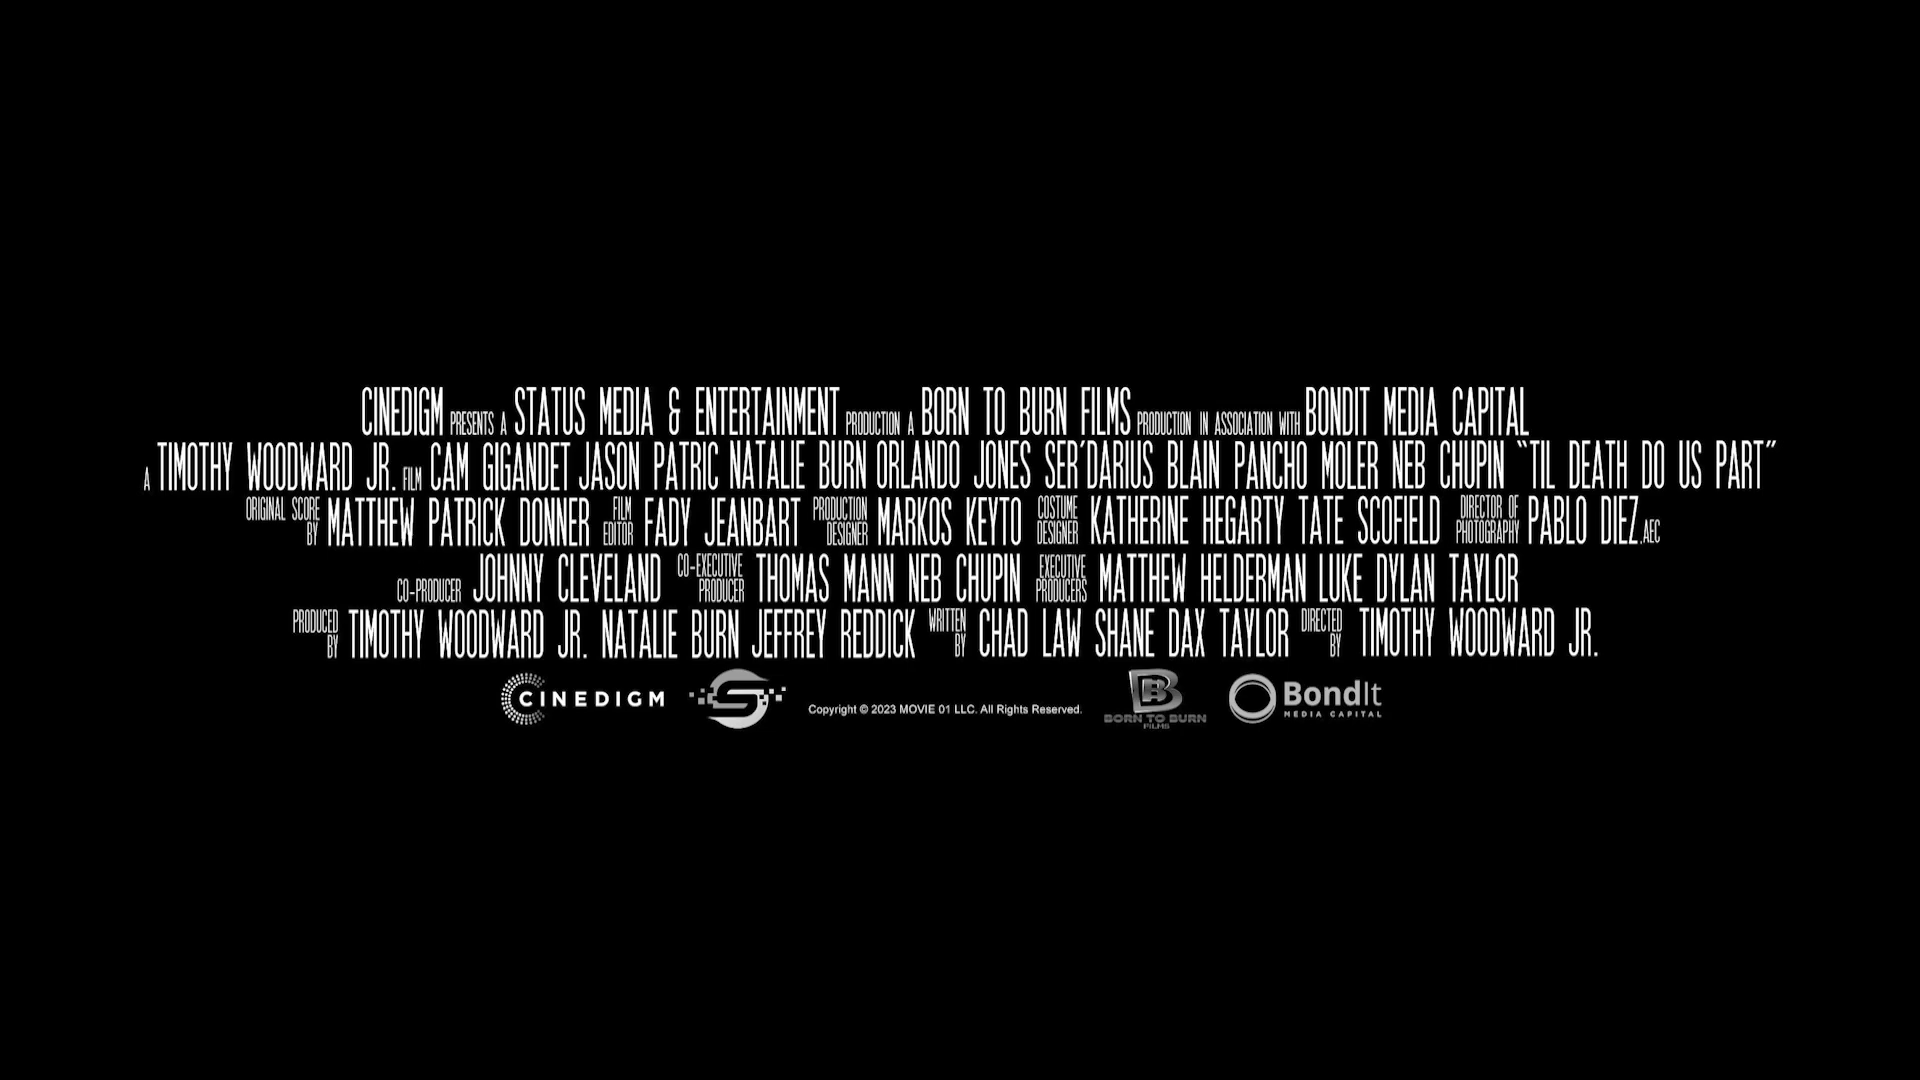 CINEDIGM PRESENTS A STATUS MEDIA & ENTERTAINMENT PRODUCTION A BORN TO BURN FILMS PRODUCTION IN ASSOCIATION WITH BONDIT MEDIA CAPITAL
A TIMOTHY WOODWARD JR. FILM CAM GIGANDET JASON PATRIC NATALIE BURN ORLANDO JONES SER'DARIUS BLAIN PANCHO MOLER NEB CHUPIN “TIL DEATH DO US PART”
ORIGINAL SCORE BY MATTHEW PATRICK DONNER FILM EDITOR FADY JEANBART PRODUCTION DESIGNER MARKOS KEYTO COSTUME DESIGNER KATHERINE HEGARTY TATE SCOFIELD DIRECTOR OF PHOTOGRAPHY PABLO DIEZ.AEC
CO-PRODUCER JOHNNY CLEVELAND CO-EXECUTIVE PRODUCER THOMAS MANN NEB CHUPIN EXECUTIVE PRODUCERS MATTHEW HELDERMAN LUKE DYLAN TAYLOR
PRODUCED BY TIMOTHY WOODWARD JR. NATALIE BURN JEFFREY REDDICK WRITTEN BY CHAD LAW SHANE DAX TAYLOR DIRECTED BY TIMOTHY WOODWARD JR.
CINEDIGM S Copyright © 2023 MOVIE 01 LLC. All Rights Reserved. B BORN TO BURN FILMS BondIt MEDIA CAPITAL